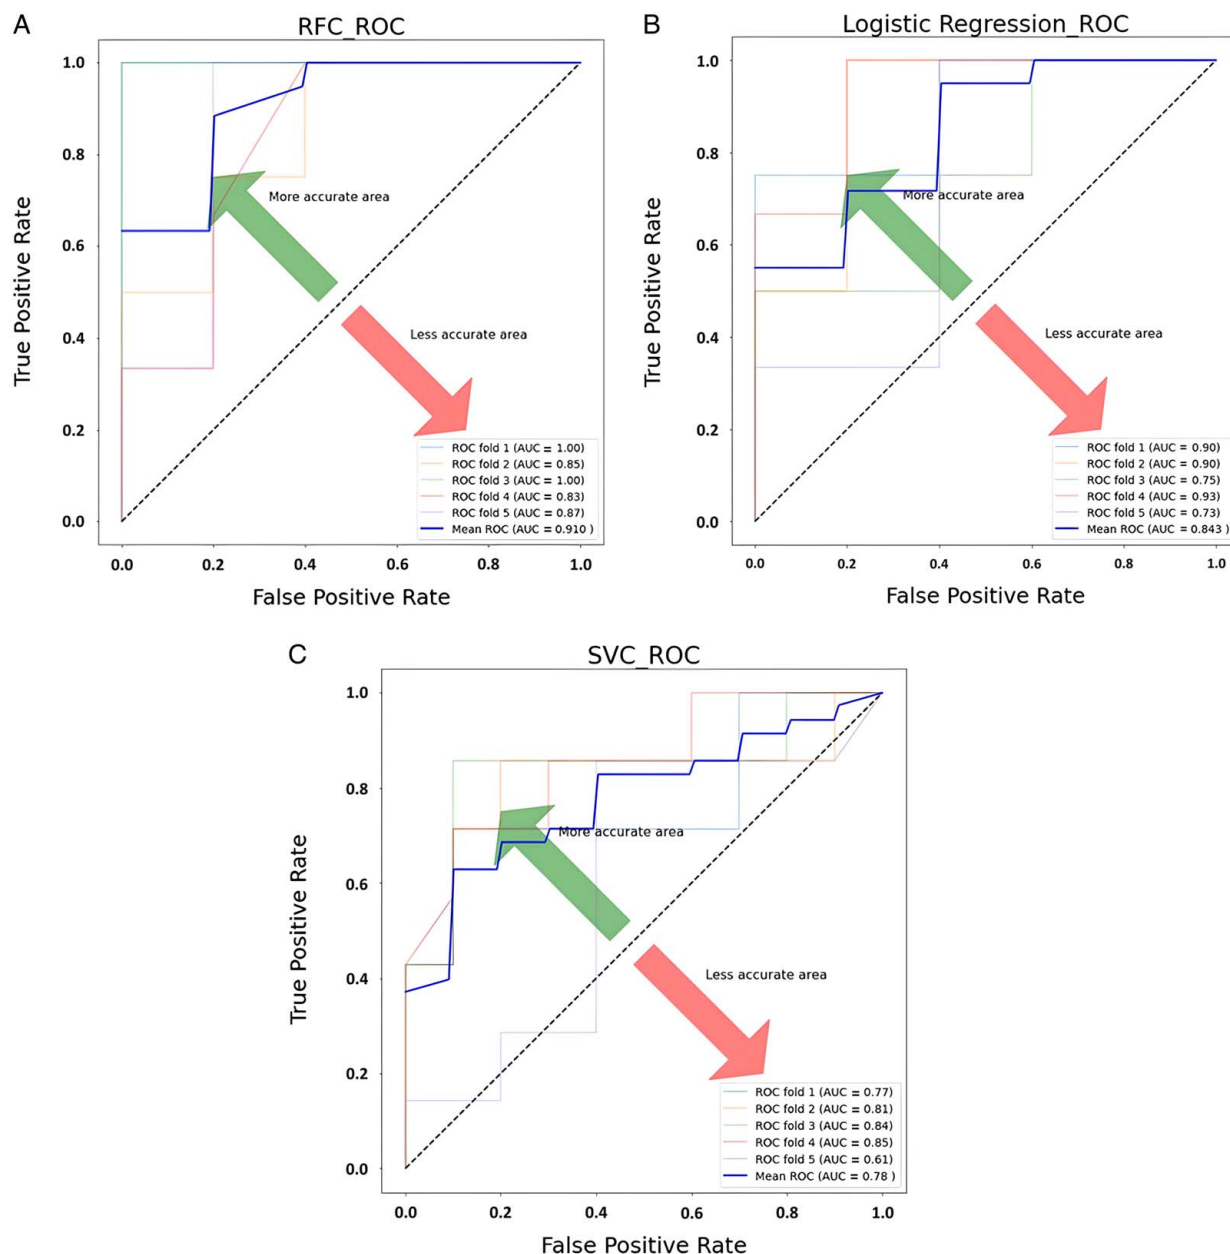 A
RFC_ROC
1.0
0.8
0.6
0.4
0.2
0.0
True Positive Rate
More accurate area
Less accurate area
ROC fold 1 (AUC = 1.00)
ROC fold 2 (AUC = 0.85)
ROC fold 3 (AUC = 1.00)
ROC fold 4 (AUC = 0.83)
ROC fold 5 (AUC = 0.87)
Mean ROC (AUC = 0.910 )
0.0 0.2 0.4 0.6 0.8 1.0
False Positive Rate
B
Logistic Regression_ROC
1.0
0.8
0.6
0.4
0.2
0.0
True Positive Rate
More accurate area
Less accurate area
ROC fold 1 (AUC = 0.90)
ROC fold 2 (AUC = 0.90)
ROC fold 3 (AUC = 0.75)
ROC fold 4 (AUC = 0.93)
ROC fold 5 (AUC = 0.73)
Mean ROC (AUC = 0.843 )
0.0 0.2 0.4 0.6 0.8 1.0
False Positive Rate
C
SVC_ROC
1.0
0.8
0.6
0.4
0.2
0.0
True Positive Rate
More accurate area
Less accurate area
ROC fold 1 (AUC = 0.77)
ROC fold 2 (AUC = 0.81)
ROC fold 3 (AUC = 0.84)
ROC fold 4 (AUC = 0.85)
ROC fold 5 (AUC = 0.61)
Mean ROC (AUC = 0.78 )
0.0 0.2 0.4 0.6 0.8 1.0
False Positive Rate